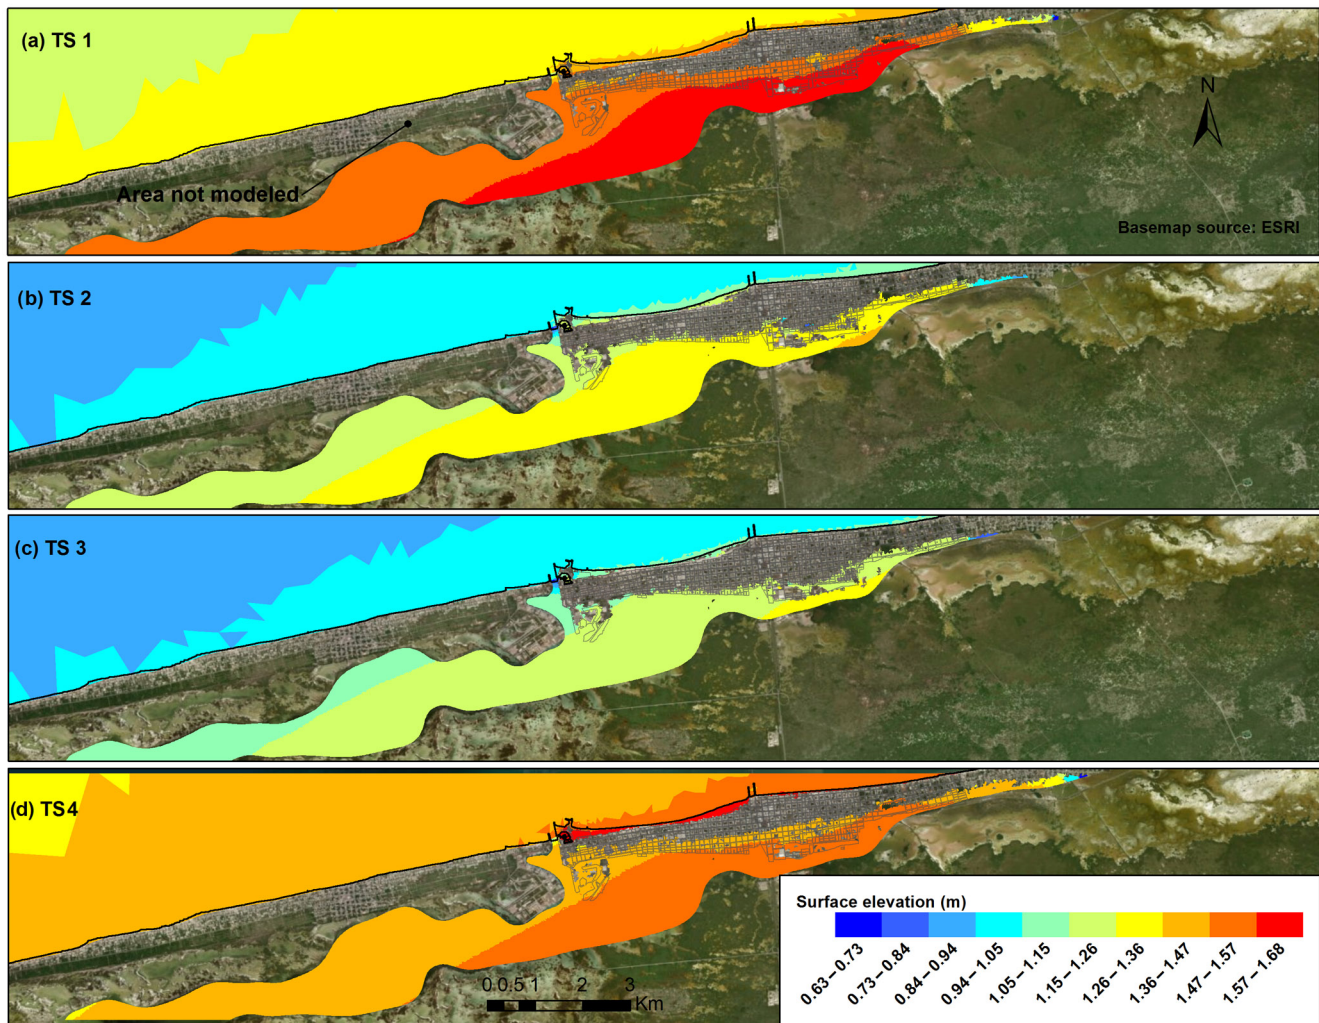 (a) TS 1
Area not modeled
N
Basemap source: ESRI
(b) TS 2
(c) TS 3
(d) TS4
0 0.5 1 2 3
Km
Surface elevation (m)
0.63 – 0.73
0.73 – 0.84
0.84 – 0.94
0.94 – 1.05
1.05 – 1.15
1.15 – 1.26
1.26 – 1.36
1.36 – 1.47
1.47 – 1.57
1.57 – 1.68